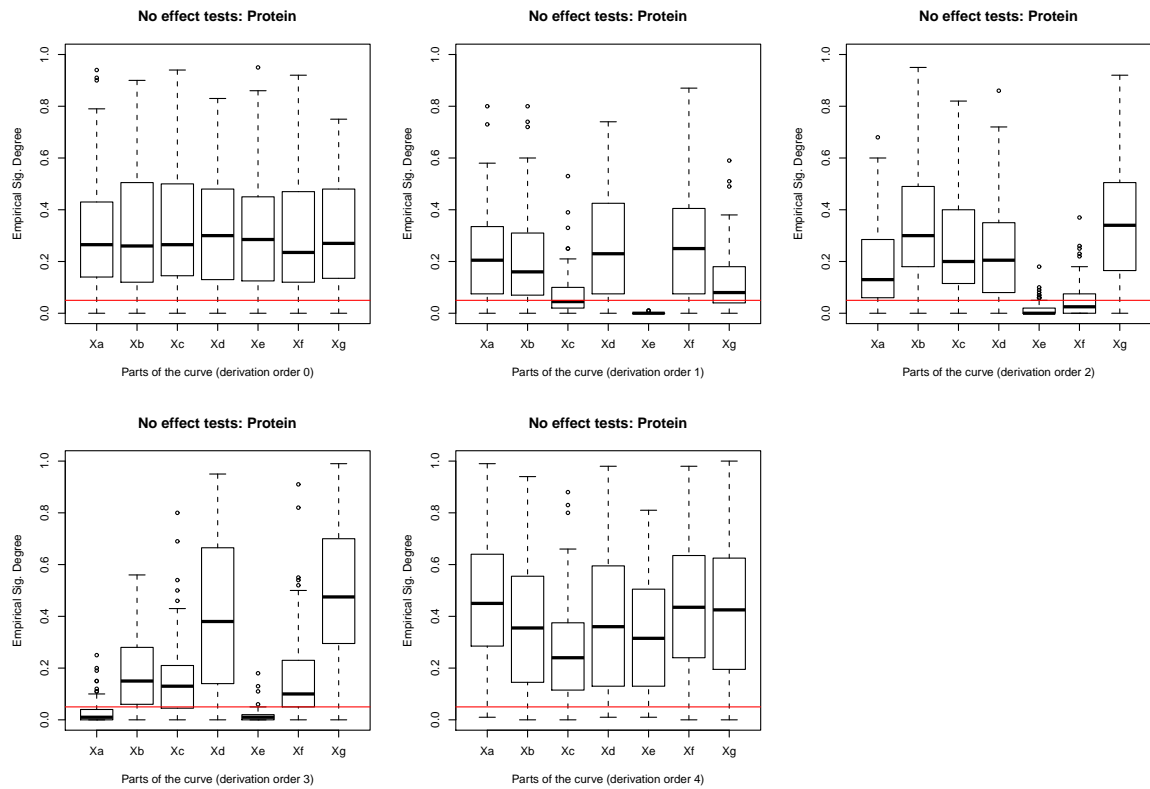 No effect tests: Protein
Empirical Sig. Degree
0.0 0.2 0.4 0.6 0.8 1.0
Xa Xb Xc Xd Xe Xf Xg
Parts of the curve (derivation order 0)
No effect tests: Protein
Empirical Sig. Degree
0.0 0.2 0.4 0.6 0.8 1.0
Xa Xb Xc Xd Xe Xf Xg
Parts of the curve (derivation order 1)
No effect tests: Protein
Empirical Sig. Degree
0.0 0.2 0.4 0.6 0.8 1.0
Xa Xb Xc Xd Xe Xf Xg
Parts of the curve (derivation order 2)
No effect tests: Protein
Empirical Sig. Degree
0.0 0.2 0.4 0.6 0.8 1.0
Xa Xb Xc Xd Xe Xf Xg
Parts of the curve (derivation order 3)
No effect tests: Protein
Empirical Sig. Degree
0.0 0.2 0.4 0.6 0.8 1.0
Xa Xb Xc Xd Xe Xf Xg
Parts of the curve (derivation order 4)